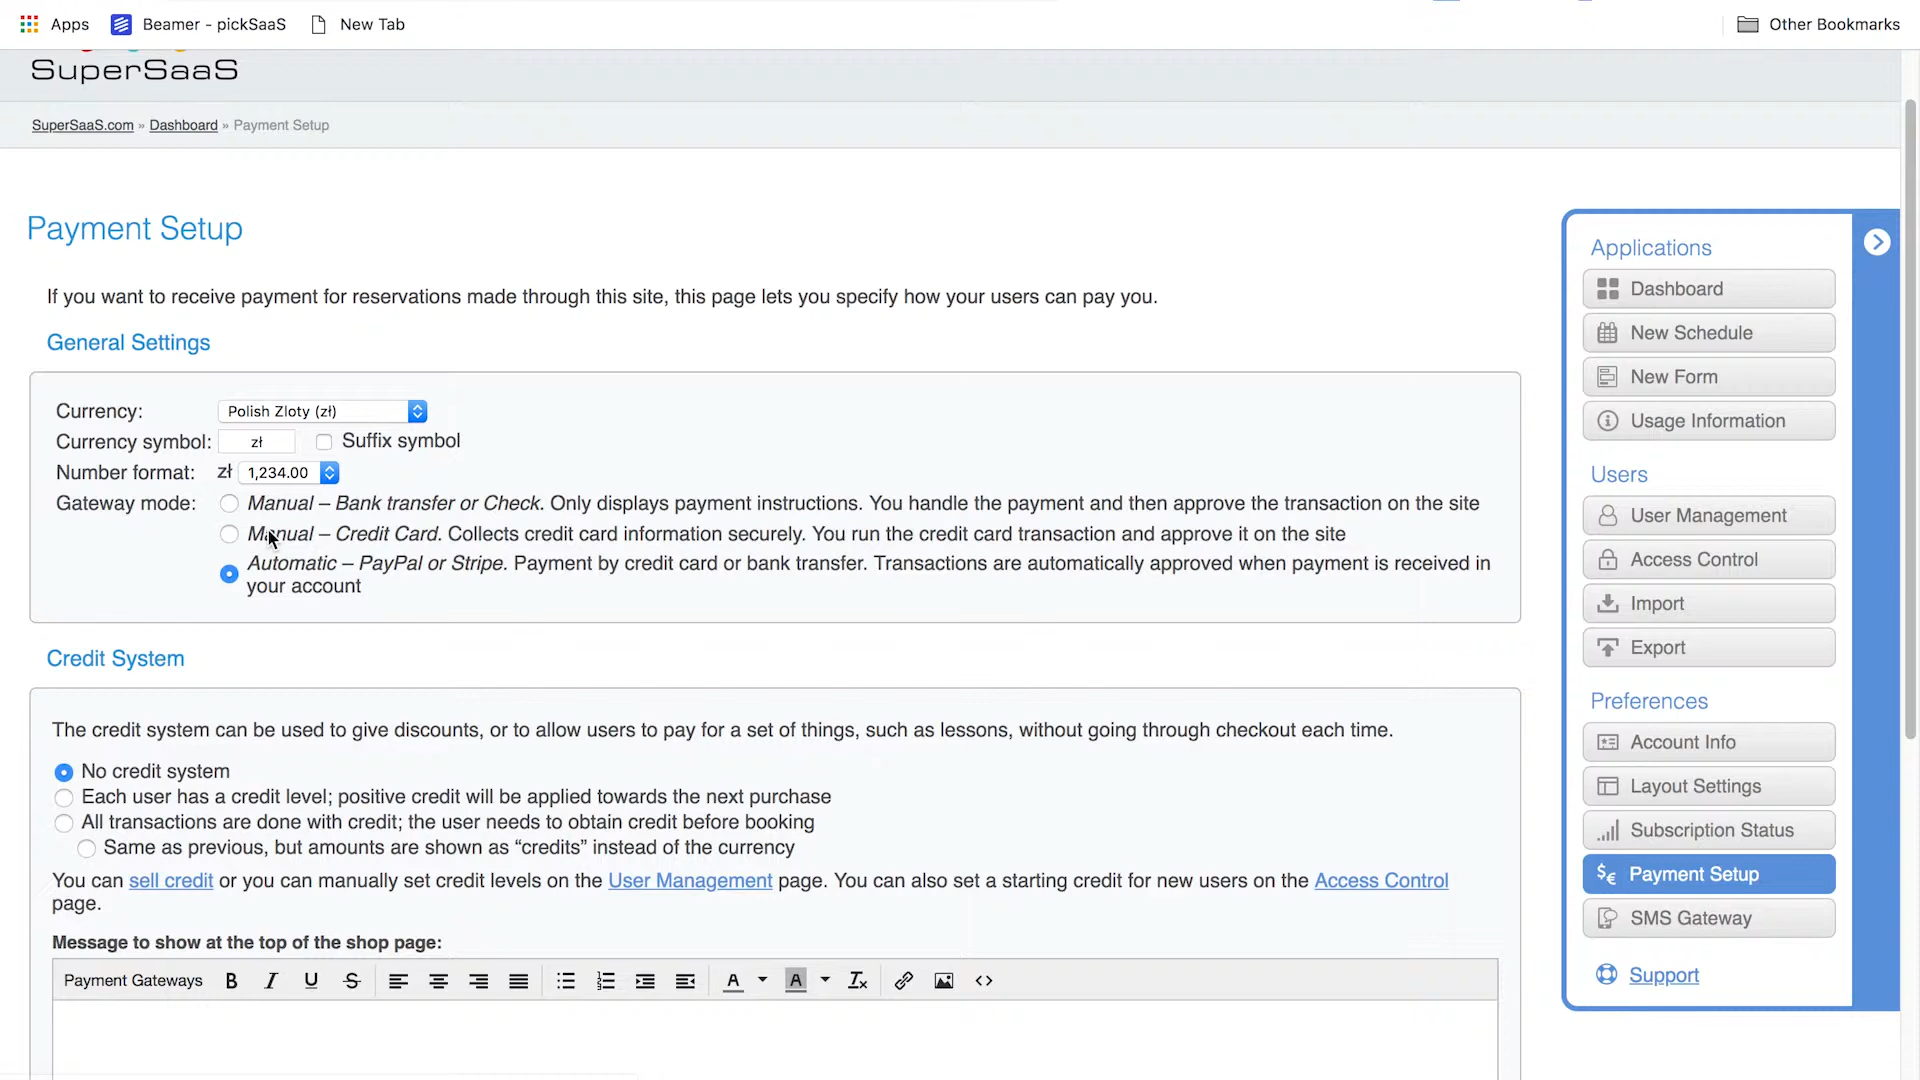 Apps
Beamer - pickSaaS
New Tab
Other Bookmarks
SuperSaaS
SuperSaaS.com » Dashboard » Payment Setup
Payment Setup
If you want to receive payment for reservations made through this site, this page lets you specify how your users can pay you.
General Settings
Currency: Polish Zloty (zł)
Currency symbol: zł Suffix symbol
Number format: zł 1,234.00
Gateway mode: Manual – Bank transfer or Check. Only displays payment instructions. You handle the payment and then approve the transaction on the site
Manual – Credit Card. Collects credit card information securely. You run the credit card transaction and approve it on the site
Automatic – PayPal or Stripe. Payment by credit card or bank transfer. Transactions are automatically approved when payment is received in
your account
Credit System
The credit system can be used to give discounts, or to allow users to pay for a set of things, such as lessons, without going through checkout each time.
No credit system
Each user has a credit level; positive credit will be applied towards the next purchase
All transactions are done with credit; the user needs to obtain credit before booking
Same as previous, but amounts are shown as “credits” instead of the currency
You can sell credit or you can manually set credit levels on the User Management page. You can also set a starting credit for new users on the Access Control
page.
Message to show at the top of the shop page:
Payment Gateways
Applications
Dashboard
New Schedule
New Form
Usage Information
Users
User Management
Access Control
Import
Export
Preferences
Account Info
Layout Settings
Subscription Status
Payment Setup
SMS Gateway
Support